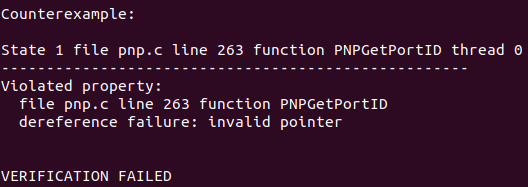 Counterexample:
State 1 file pnp.c line 263 function PNPGetPortID thread 0
----------------------------------------------------
Violated property:
  file pnp.c line 263 function PNPGetPortID
  dereference failure: invalid pointer
VERIFICATION FAILED